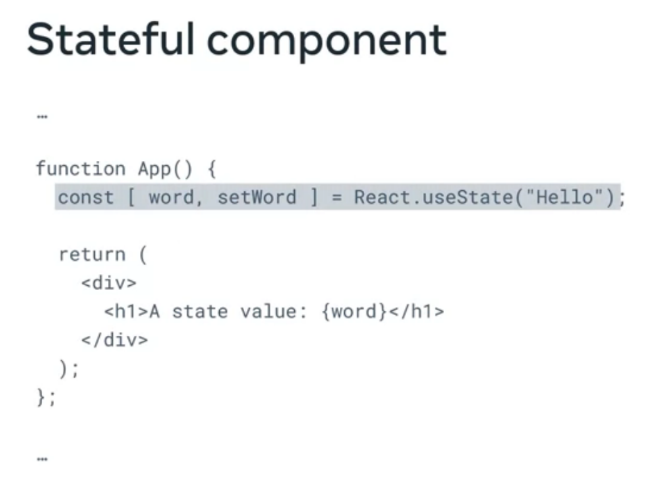 Stateful component
…
function App() {
const [ word, setWord ] = React.useState("Hello");
return (
<div>
<h1>A state value: {word}</h1>
</div>
);
};
…